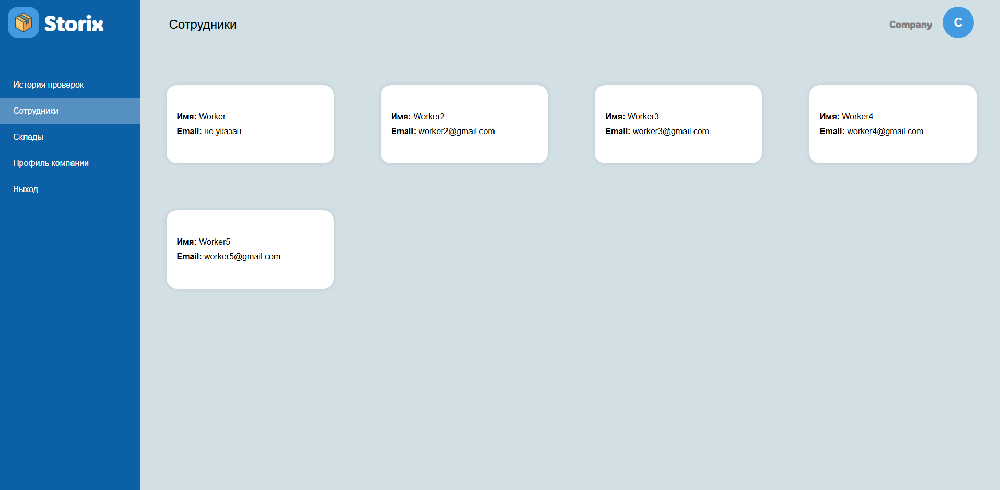 Storix
Сотрудники
Company
C
История проверок
Сотрудники
Склады
Профиль компании
Выход
Имя: Worker
Email: не указан
Имя: Worker2
Email: worker2@gmail.com
Имя: Worker3
Email: worker3@gmail.com
Имя: Worker4
Email: worker4@gmail.com
Имя: Worker5
Email: worker5@gmail.com